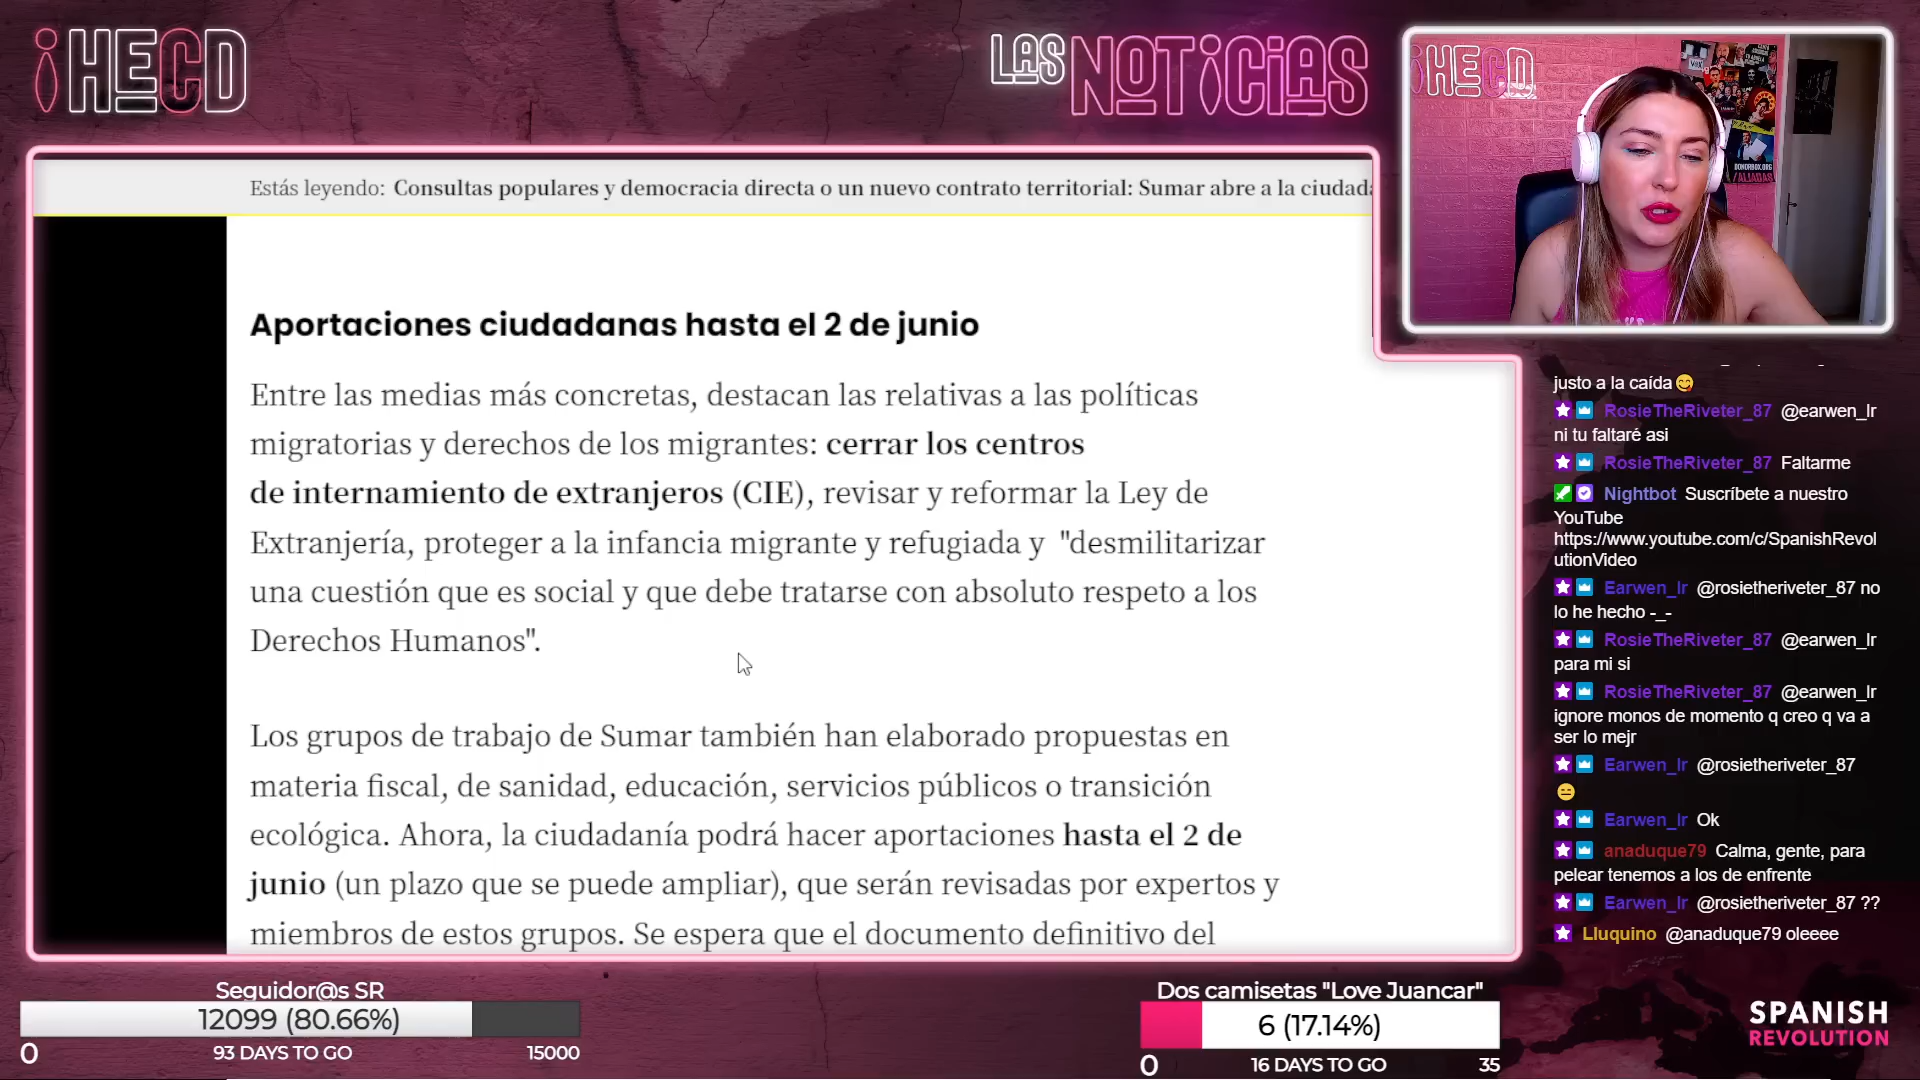 ¡HECD
LAS NOTICIAS
¡HECD
Estás leyendo: Consultas populares y democracia directa o un nuevo contrato territorial: Sumar abre a la
Aportaciones ciudadanas hasta el 2 de junio
Entre las medias más concretas, destacan las relativas a las políticas
migratorias y derechos de los migrantes: cerrar los centros
de internamiento de extranjeros (CIE), revisar y reformar la Ley de
Extranjería, proteger a la infancia migrante y refugiada y "desmilitarizar
una cuestión que es social y que debe tratarse con absoluto respeto a los
Derechos Humanos".
Los grupos de trabajo de Sumar también han elaborado propuestas en
materia fiscal, de sanidad, educación, servicios públicos o transición
ecológica. Ahora, la ciudadanía podrá hacer aportaciones hasta el 2 de
junio (un plazo que se puede ampliar), que serán revisadas por expertos y
miembros de estos grupos. Se espera que el documento definitivo del
justo a la caída😋
RosieTheRiveter_87 @earwen_lr
ni tu faltaré asi
RosieTheRiveter_87 Faltarme
Nightbot Suscríbete a nuestro
YouTube
https://www.youtube.com/c/SpanishRevol
utionVideo
Earwen_lr @rosietheriveter_87 no
lo he hecho -_-
RosieTheRiveter_87 @earwen_lr
para mi si
RosieTheRiveter_87 @earwen_lr
ignore monos de momento q creo q va a
ser lo mejr
Earwen_lr @rosietheriveter_87
😑
Earwen_lr Ok
anaduque79 Calma, gente, para
pelear tenemos a los de enfrente
Earwen_lr @rosietheriveter_87 ??
Lluquino @anaduque79 oleeee
Seguidor@s SR
12099 (80.66%)
0 93 DAYS TO GO 15000
Dos camisetas "Love Juancar"
6 (17.14%)
0 16 DAYS TO GO 35
SPANISH
REVOLUTION